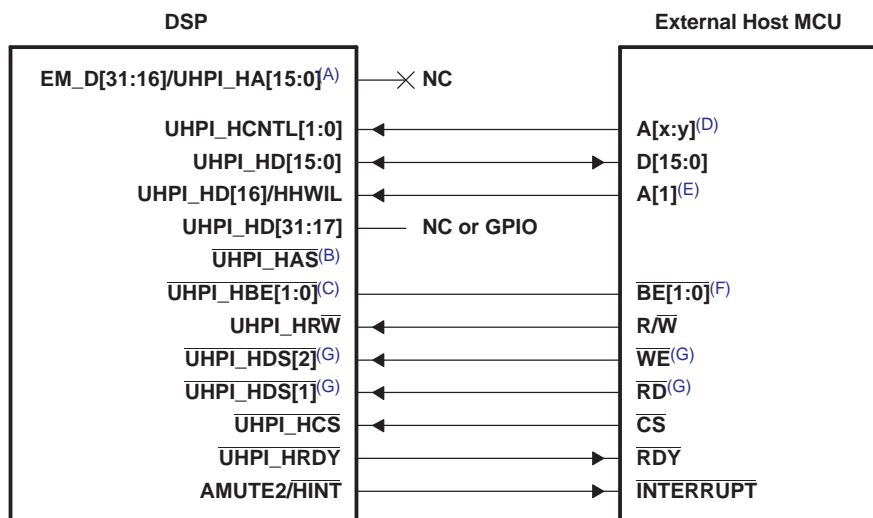 DSP
External Host MCU
EM_D[31:16]/UHPI_HA[15:0](A)
NC
UHPI_HCNTL[1:0]
A[x:y](D)
UHPI_HD[15:0]
D[15:0]
UHPI_HD[16]/HHWIL
A[1](E)
UHPI_HD[31:17]
NC or GPIO
UHPI_HAS(B)
UHPI_HBE[1:0](C)
BE[1:0](F)
UHPI_HRW
R/W
UHPI_HDS[2](G)
WE(G)
UHPI_HDS[1](G)
RD(G)
UHPI_HCS
CS
UHPI_HRDY
RDY
AMUTE2/HINT
INTERRUPT